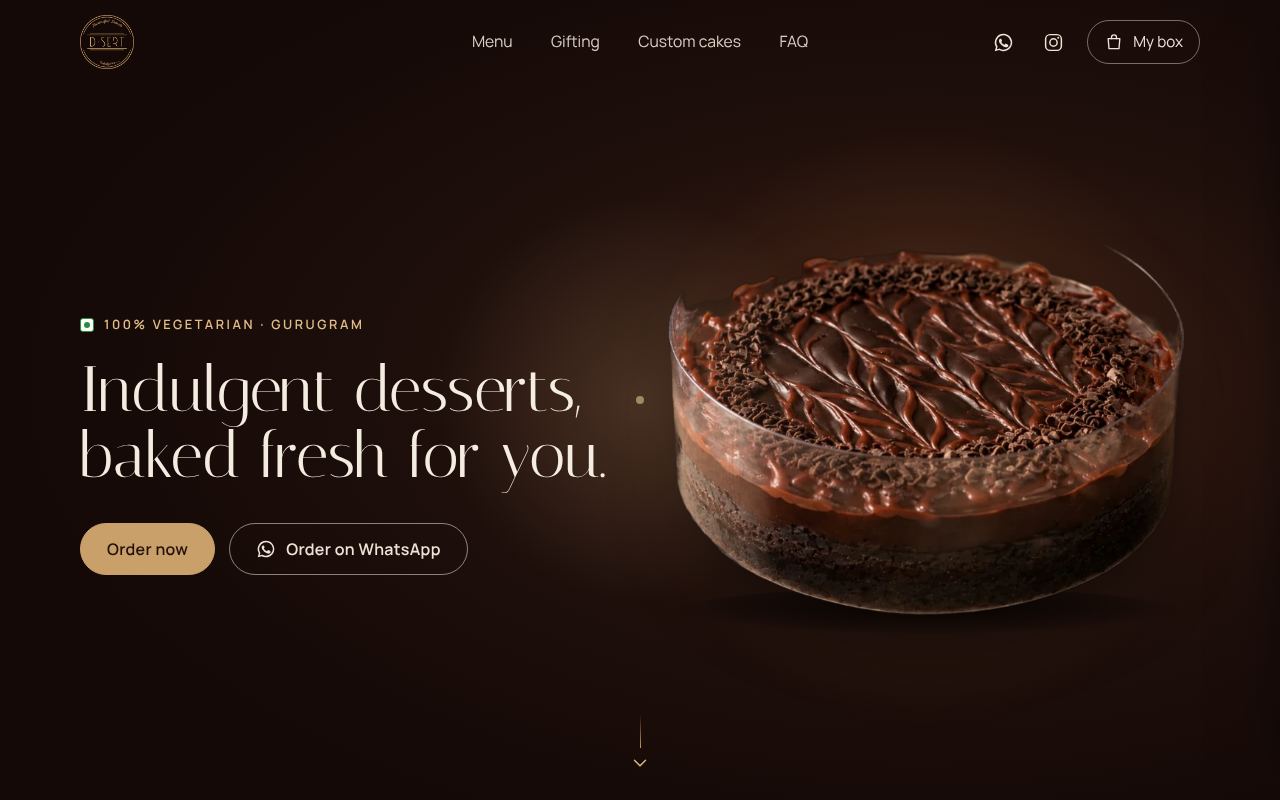 D SERT
Menu
Gifting
Custom cakes
FAQ
My box
100% VEGETARIAN · GURUGRAM
Indulgent desserts,
baked fresh for you.
Order now
Order on WhatsApp